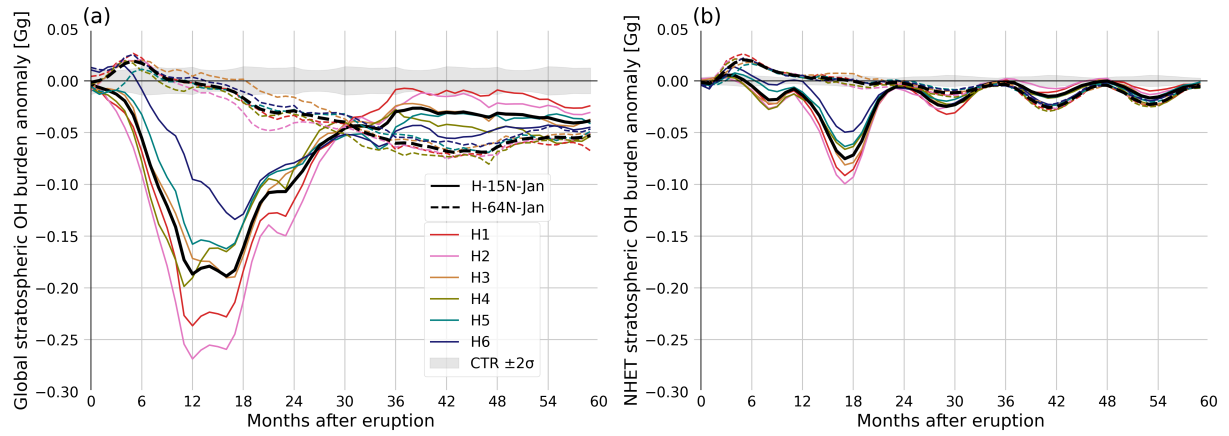 (a)
Global stratospheric OH burden anomaly [Gg]
0.05
0.00
−0.05
−0.10
−0.15
−0.20
−0.25
−0.30
0 6 12 18 24 30 36 42 48 54 60
Months after eruption
H-15N-Jan
H-64N-Jan
H1
H2
H3
H4
H5
H6
CTR ±2σ
(b)
NHET stratospheric OH burden anomaly [Gg]
0.05
0.00
−0.05
−0.10
−0.15
−0.20
−0.25
−0.30
0 6 12 18 24 30 36 42 48 54 60
Months after eruption